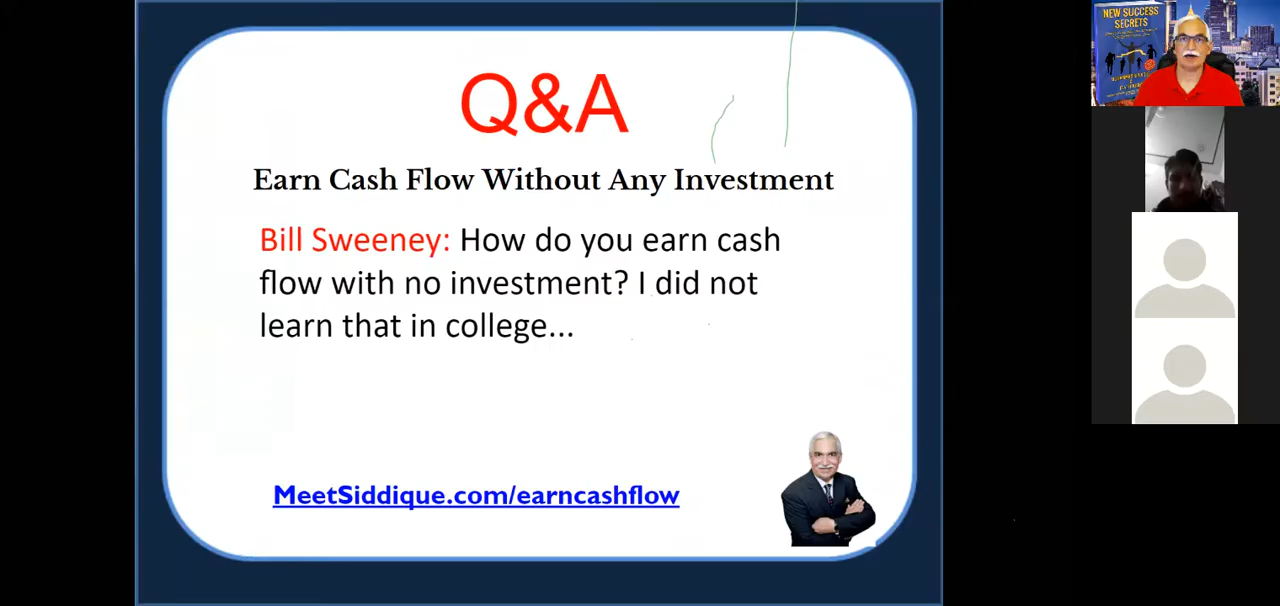 Q&A
Earn Cash Flow Without Any Investment
Bill Sweeney: How do you earn cash
flow with no investment? I did not
learn that in college...
MeetSiddique.com/earncashflow
NEW SUCCESS
SECRETS